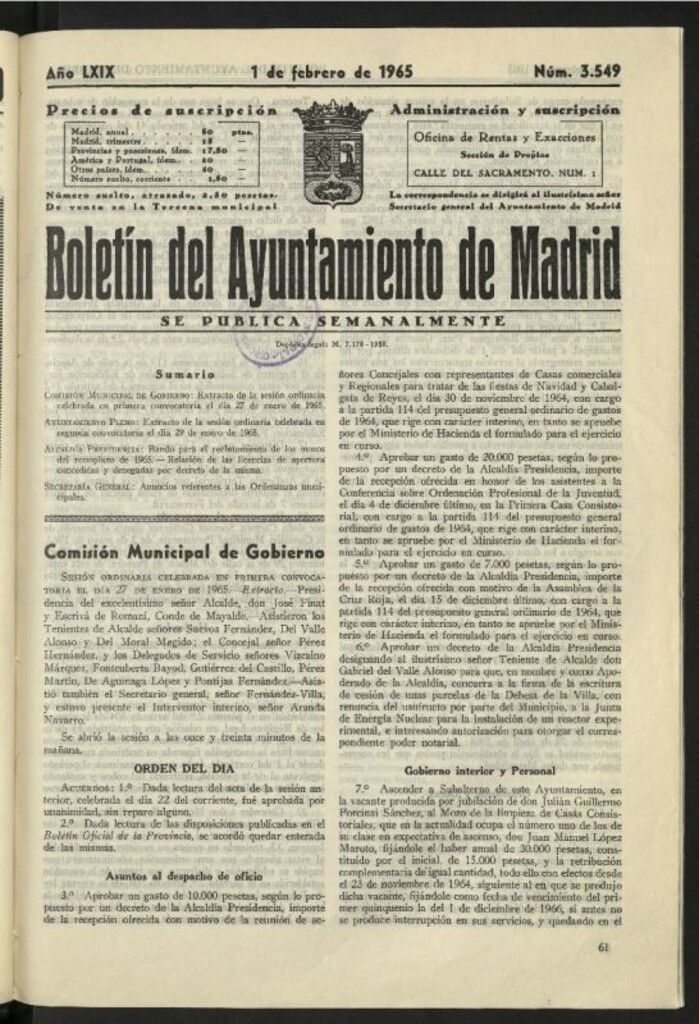 Año LXIX
1 de febrero de 1965
Núm. 3.549
Precios de suscripción
Madrid, anual . . . . . . 60 ptas.
Madrid, trimestre . . . . 15 —
Provincias y posesiones, ídem. 17,50 —
América y Portugal, ídem. . 20 —
Otros países, ídem. . . . 40 —
Número suelto, corriente . . 1,50 —
Número suelto, atrasado, 2,50 pesetas.
De venta en la Tercena municipal
Administración y suscripción
Oficina de Rentas y Exacciones
Sección de Propios
CALLE DEL SACRAMENTO, NUM. 1
La correspondencia se dirigirá al ilustrísimo señor
Secretario general del Ayuntamiento de Madrid
Boletín del Ayuntamiento de Madrid
SE PUBLICA SEMANALMENTE
Depósito legal: M. 7.178 - 1958.
Sumario
COMISIÓN MUNICIPAL DE GOBIERNO: Extracto de la sesión ordinaria
celebrada en primera convocatoria el día 27 de enero de 1965.
AYUNTAMIENTO PLENO: Extracto de la sesión ordinaria celebrada en
segunda convocatoria el día 29 de enero de 1965.
ALCALDÍA PRESIDENCIA: Bando para el reclutamiento de los mozos
del reemplazo de 1965. — Relación de las licencias de apertura
concedidas y denegadas por decreto de la misma.
SECRETARÍA GENERAL: Anuncios referentes a las Ordenanzas muni-
cipales.
Comisión Municipal de Gobierno
SESIÓN ORDINARIA CELEBRADA EN PRIMERA CONVOCA-
TORIA EL DÍA 27 DE ENERO DE 1965.—Extracto.—Presi-
dencia del excelentísimo señor Alcalde, don José Finat
y Escrivá de Romaní, Conde de Mayalde.—Asistieron los
Tenientes de Alcalde señores Suevos Fernández, Del Valle
Alonso y Del Moral Megido; el Concejal señor Pérez
Hernández, y los Delegados de Servicio señores Vizcaíno
Márquez, Fontcuberta Bayod, Gutiérrez del Castillo, Pérez
Martín, De Aguinaga López y Pontijas Fernández.—Asis-
tió también el Secretario general, señor Fernández-Villa,
y estuvo presente el Interventor interino, señor Aranda
Navarro.
Se abrió la sesión a las once y treinta minutos de la
mañana.
ORDEN DEL DIA
ACUERDOS: 1.º Dada lectura del acta de la sesión an-
terior, celebrada el día 22 del corriente, fué aprobada por
unanimidad, sin reparo alguno.
2.º Dada lectura de las disposiciones publicadas en el
Boletín Oficial de la Provincia, se acordó quedar enterada
de las mismas.
Asuntos al despacho de oficio
3.º Aprobar un gasto de 10.000 pesetas, según lo pro-
puesto por un decreto de la Alcaldía Presidencia, importe
de la recepción ofrecida con motivo de la reunión de se-
ñores Concejales con representantes de Casas comerciales
y Regionales para tratar de las fiestas de Navidad y Cabal-
gata de Reyes, el día 30 de noviembre de 1964, con cargo
a la partida 114 del presupuesto general ordinario de gastos
de 1964, que rige con carácter interino, en tanto se apruebe
por el Ministerio de Hacienda el formulado para el ejercicio
en curso.
4.º Aprobar un gasto de 20.000 pesetas, según lo pro-
puesto por un decreto de la Alcaldía Presidencia, importe
de la recepción ofrecida en honor de los asistentes a la
Conferencia sobre Ordenación Profesional de la Juventud,
el día 4 de diciembre último, en la Primera Casa Consisto-
rial, con cargo a la partida 114 del presupuesto general
ordinario de gastos de 1964, que rige con carácter interino,
en tanto se apruebe por el Ministerio de Hacienda el for-
mulado para el ejercicio en curso.
5.º Aprobar un gasto de 7.000 pesetas, según lo pro-
puesto por un decreto de la Alcaldía Presidencia, importe
de la recepción ofrecida con motivo de la Asamblea de la
Cruz Roja, el día 15 de diciembre último, con cargo a la
partida 114 del presupuesto general ordinario de 1964, que
rige con carácter interino, en tanto se apruebe por el Minis-
terio de Hacienda el formulado para el ejercicio en curso.
6.º Aprobar un decreto de la Alcaldía Presidencia
designando al ilustrísimo señor Teniente de Alcalde don
Gabriel del Valle Alonso para que, en nombre y como Apo-
derado de la Alcaldía, concurra a la firma de la escritura
de cesión de unas parcelas de la Dehesa de la Villa, con
renuncia del usufructo por parte del Municipio, a la Junta
de Energía Nuclear para la instalación de un reactor expe-
rimental, e interesando autorización para otorgar el corres-
pondiente poder notarial.
Gobierno interior y Personal
7.º Ascender a Subalterno de este Ayuntamiento, en
la vacante producida por jubilación de don Julián Guillermo
Porcinai Sánchez, al Mozo de la limpieza de Casas Consis-
toriales, que en la actualidad ocupa el número uno de los de
su clase en expectativa de ascenso, don Juan Manuel López
Maroto, fijándole el haber anual de 30.000 pesetas, cons-
tituído por el inicial de 15.000 pesetas, y la retribución
complementaria de igual cantidad, todo ello con efectos desde
el 23 de noviembre de 1964, siguiente al en que se produjo
dicha vacante, fijándole como fecha de vencimiento del pri-
mer quinquenio la del 1 de diciembre de 1966, si antes no
se produce interrupción en sus servicios, y quedando en el
61